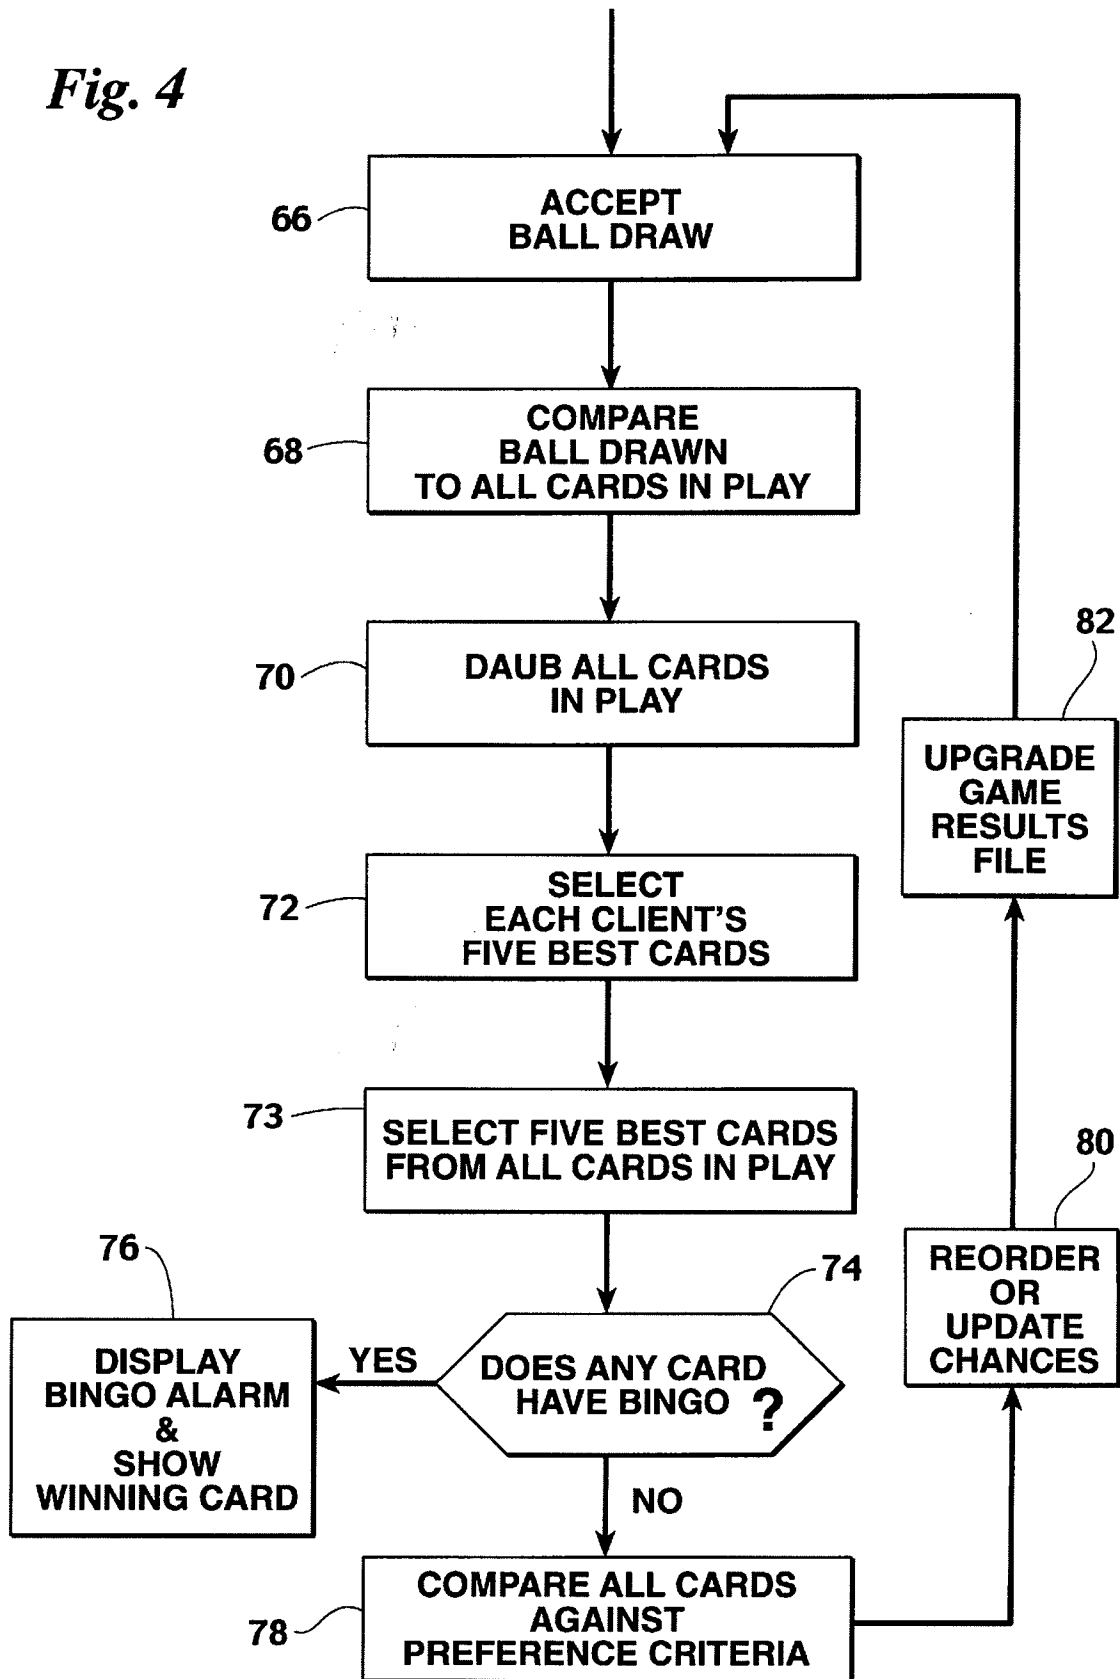 Fig. 4
66
ACCEPT
BALL DRAW
68
COMPARE
BALL DRAWN
TO ALL CARDS IN PLAY
70
DAUB ALL CARDS
IN PLAY
72
SELECT
EACH CLIENT'S
FIVE BEST CARDS
73
SELECT FIVE BEST CARDS
FROM ALL CARDS IN PLAY
74
DOES ANY CARD
HAVE BINGO ?
YES
76
DISPLAY
BINGO ALARM
&
SHOW
WINNING CARD
NO
78
COMPARE ALL CARDS
AGAINST
PREFERENCE CRITERIA
80
REORDER
OR
UPDATE
CHANCES
82
UPGRADE
GAME
RESULTS
FILE